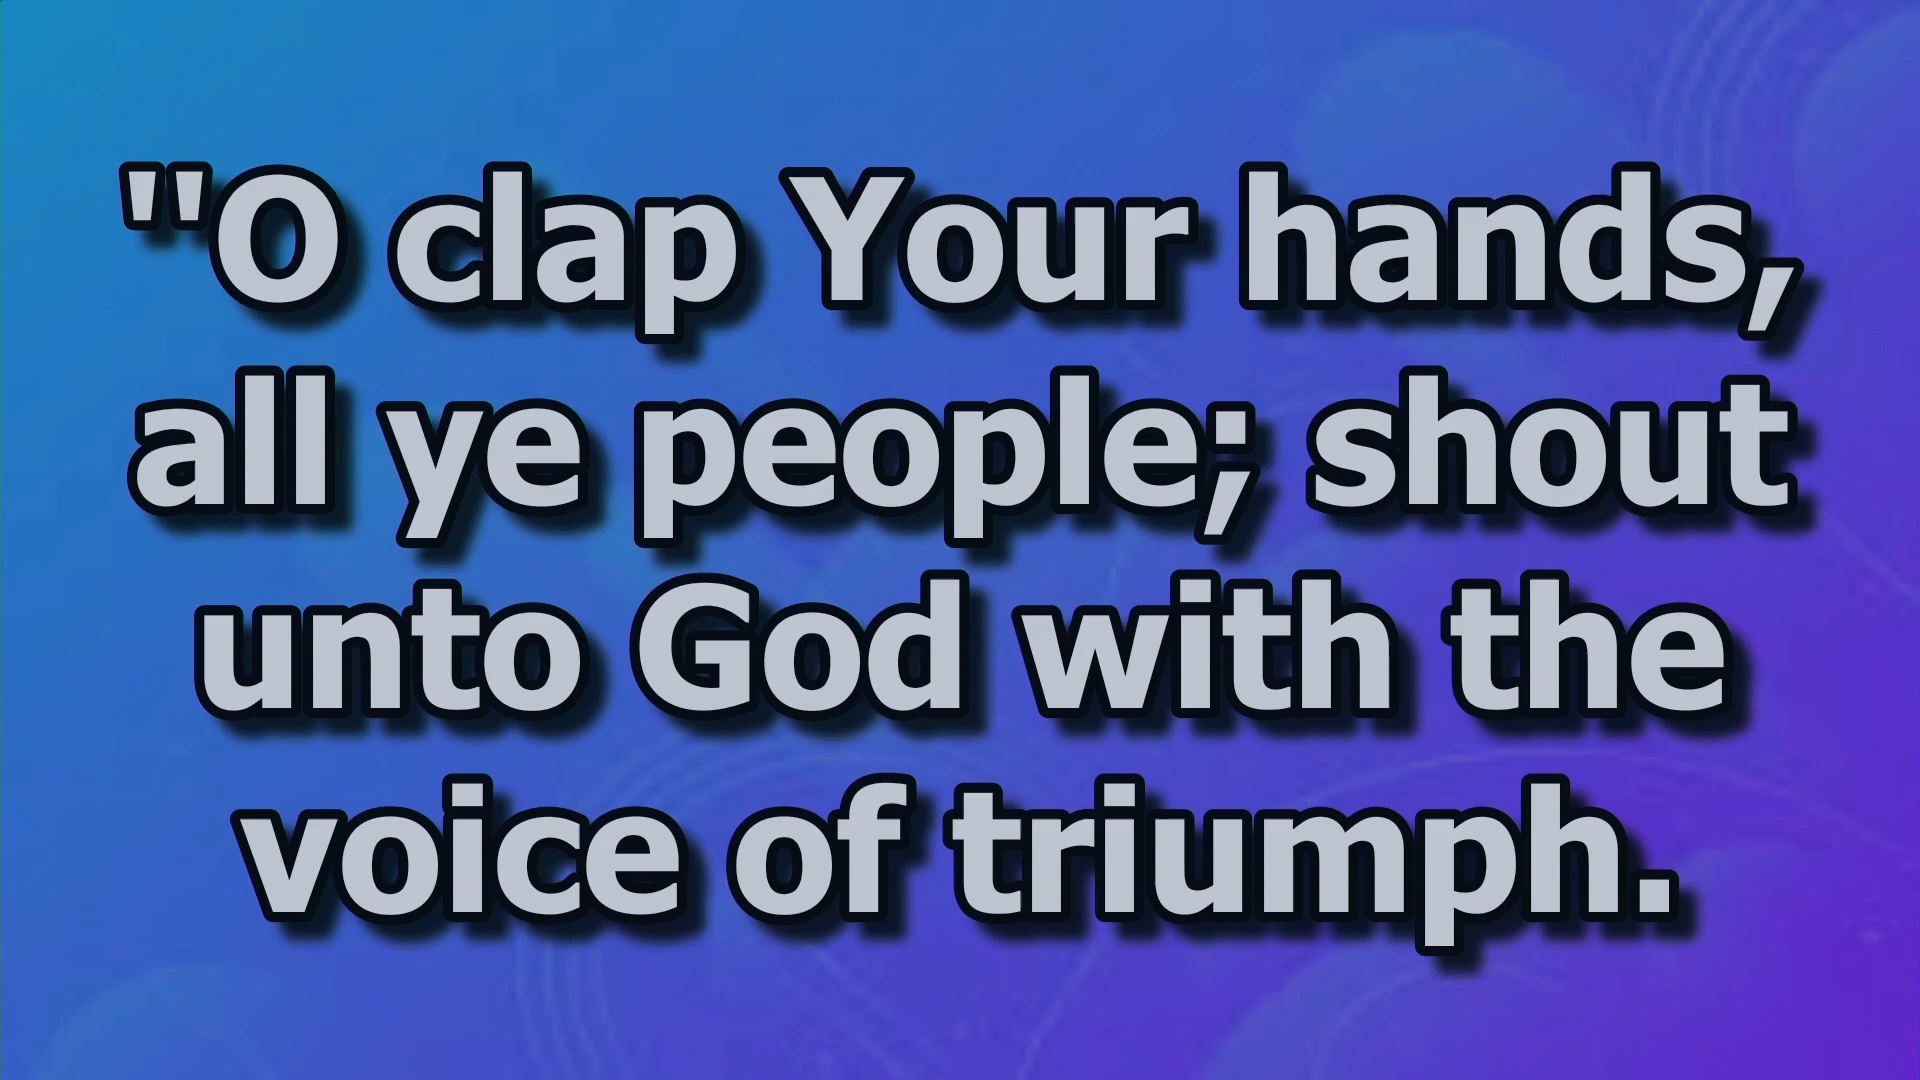 "O clap Your hands,
all ye people; shout
unto God with the
voice of triumph.